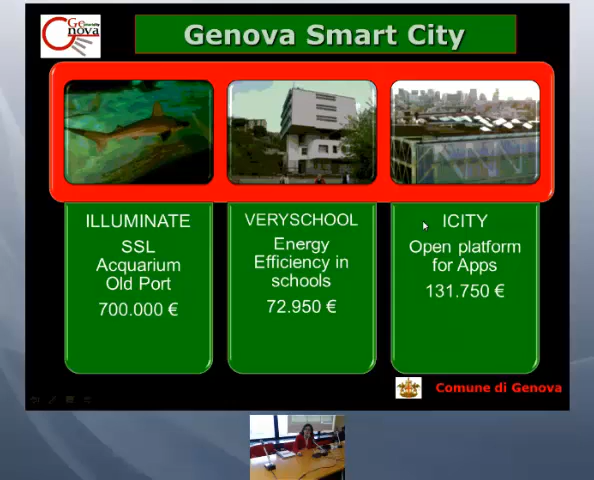 Genova
Genova Smart City
ILLUMINATE
SSL
Acquarium
Old Port
700.000 €
VERYSCHOOL
Energy
Efficiency in
schools
72.950 €
ICITY
Open platform
for Apps
131.750 €
Comune di Genova